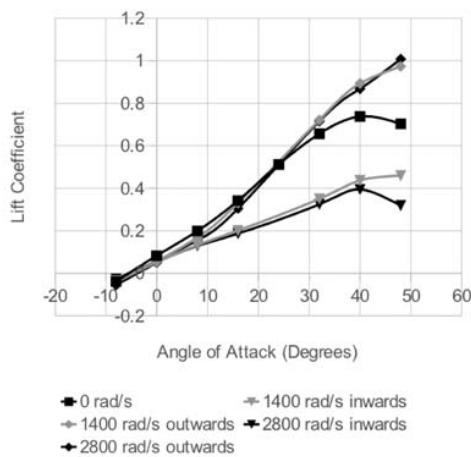 Lift Coefficient
1.2
1
0.8
0.6
0.4
0.2
0
-0.2
-20 -10 0 10 20 30 40 50 60
Angle of Attack (Degrees)
0 rad/s 1400 rad/s inwards
1400 rad/s outwards 2800 rad/s inwards
2800 rad/s outwards